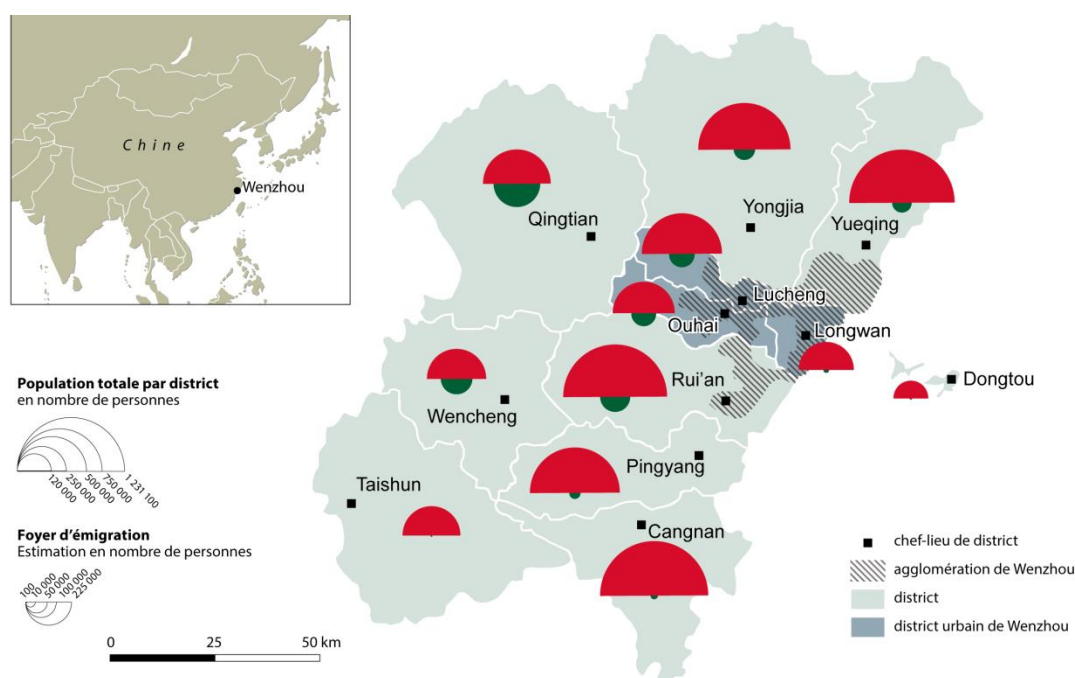 Chine
Wenzhou
Qingtian
Yongjia
Yueqing
Lucheng
Ouhai
Longwan
Dongtou
Rui'an
Wencheng
Pingyang
Taishun
Cangnan
Population totale par district
en nombre de personnes
120 000
250 000
500 000
750 000
1 231 100
Foyer d'émigration
Estimation en nombre de personnes
100
10 000
50 000
100 000
225 000
0 25 50 km
chef-lieu de district
agglomération de Wenzhou
district
district urbain de Wenzhou